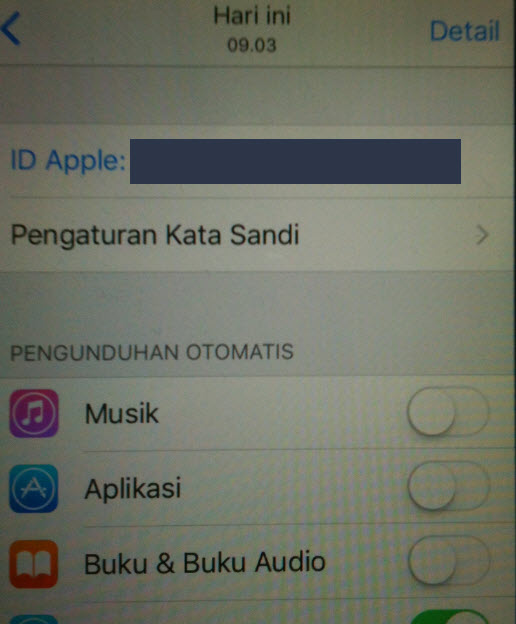 Hari ini
09.03
Detail
ID Apple:
Pengaturan Kata Sandi
PENGUNDUHAN OTOMATIS
Musik
Aplikasi
Buku & Buku Audio